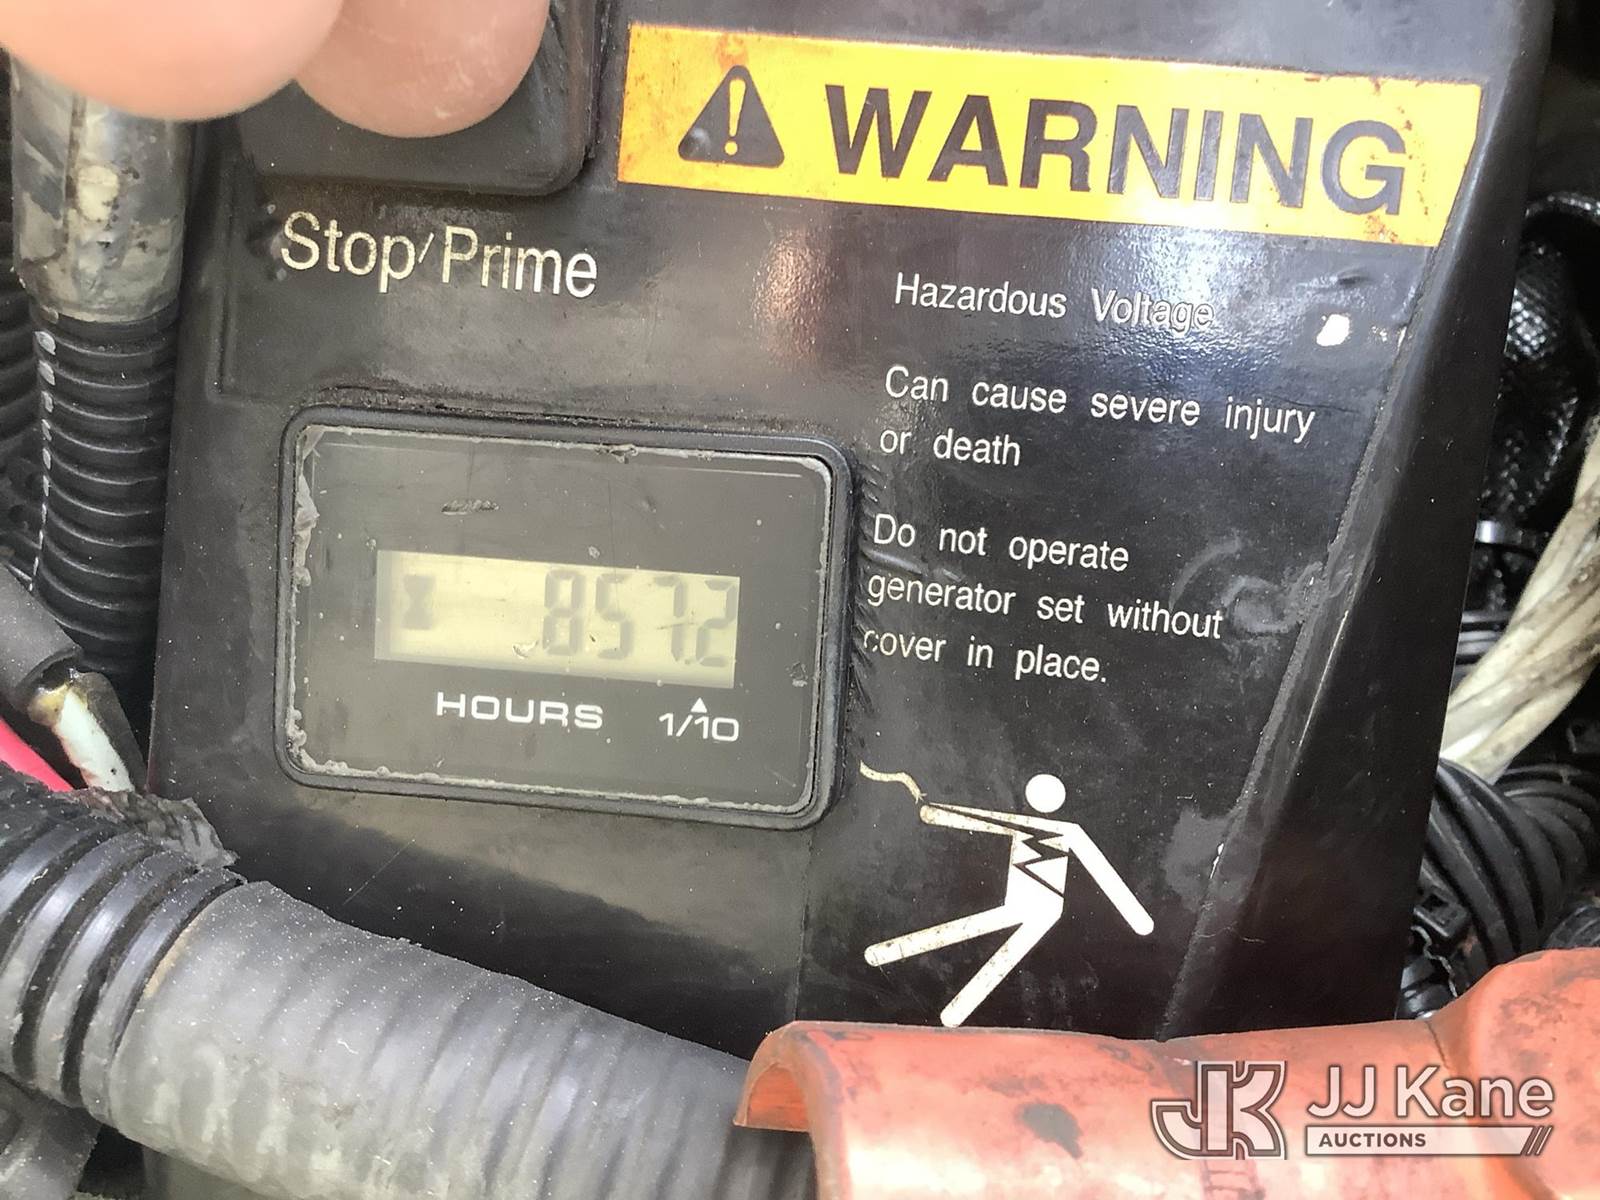 WARNING
Stop/Prime
Hazardous Voltage
Can cause severe injury
or death
Do not operate
generator set without
cover in place.
857.2
HOURS 1/10
JJ Kane
AUCTIONS